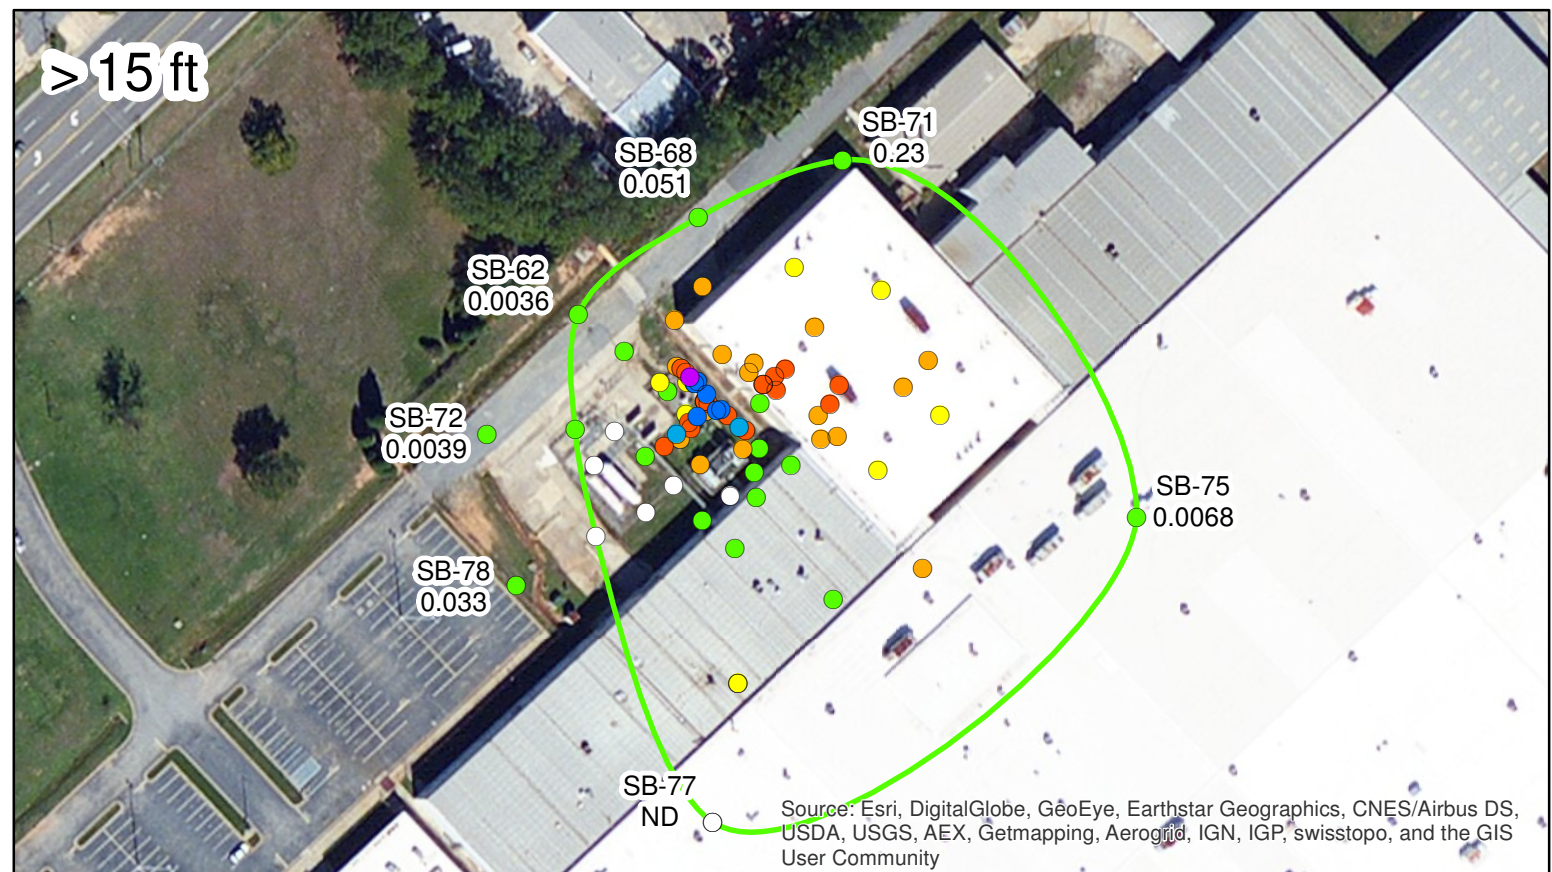 > 15 ft
SB-71
0.23
SB-68
0.051
SB-62
0.0036
SB-72
0.0039
SB-75
0.0068
SB-78
0.033
SB-77
ND
Source: Esri, DigitalGlobe, GeoEye, Earthstar Geographics, CNES/Airbus DS,
USDA, USGS, AEX, Getmapping, Aerogrid, IGN, IGP, swisstopo, and the GIS
User Community